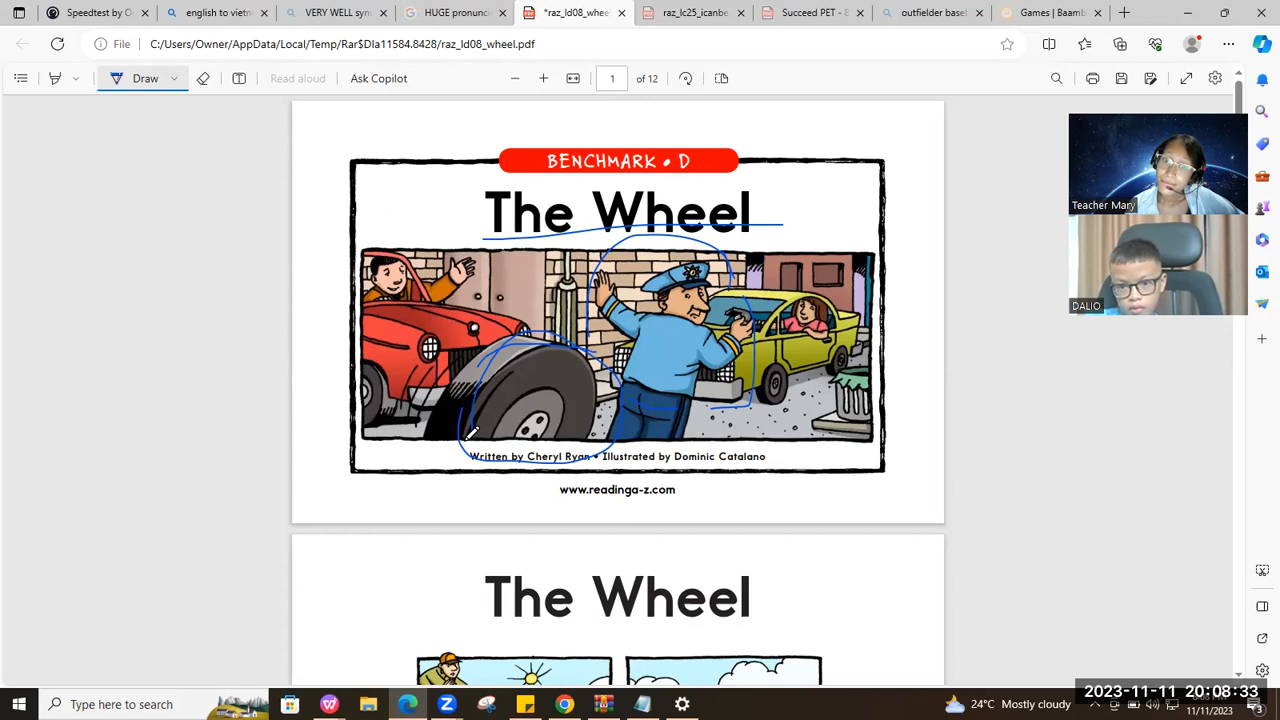 Speedtest by O
english to vietn
VERY WELL syn
HUGE pronunci
*raz_ld08_whee
raz_lc25_icanbe
Succeed PET - 8
outfielder baseb
Games | Baamb
File
C:/Users/Owner/AppData/Local/Temp/Rar$DIa11584.8428/raz_ld08_wheel.pdf
Draw
Read aloud
Ask Copilot
1
of 12
BENCHMARK • D
The Wheel
Written by Cheryl Ryan • Illustrated by Dominic Catalano
www.readinga-z.com
The Wheel
Teacher Mary
DALIO
Type here to search
24°C Mostly cloudy
2023-11-11 20:08:33
11/11/2023